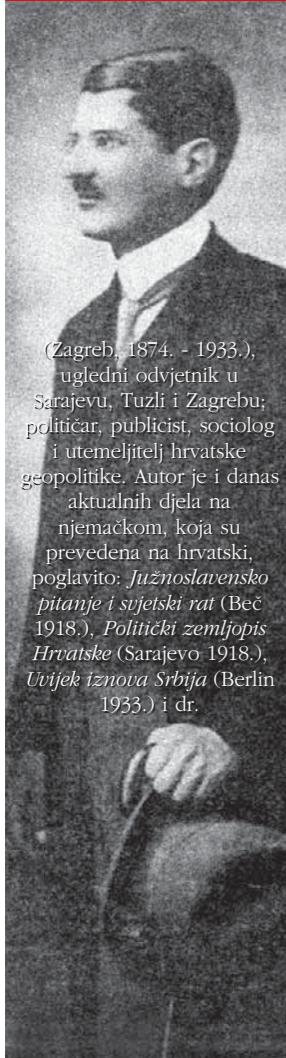 (Zagreb, 1874. - 1933.),
ugledni odvjetnik u
Sarajevu, Tuzli i Zagrebu;
političar, publicist, sociolog
i utemeljitelj hrvatske
geopolitike. Autor je i danas
aktualnih djela na
njemačkom, koja su
prevedena na hrvatski,
poglavito: Južnoslavensko
pitanje i svjetski rat (Beč
1918.), Politički zemljopis
Hrvatske (Sarajevo 1918.),
Uvijek iznova Srbija (Berlin
1933.) i dr.